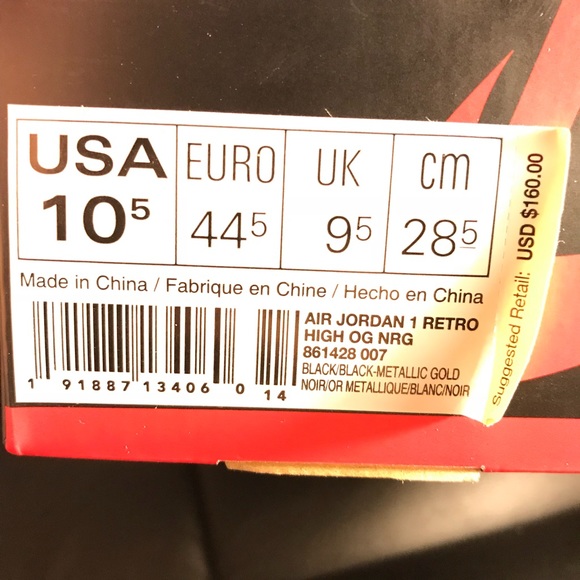 USA EURO UK cm
10⁵ 44⁵ 9⁵ 28⁵
Made in China / Fabrique en Chine / Hecho en China
AIR JORDAN 1 RETRO
HIGH OG NRG
861428 007
BLACK/BLACK-METALLIC GOLD
NOIR/OR METALLIQUE/BLANC/NOIR
1 91887 13406 0 14
Suggested Retail: USD $160.00